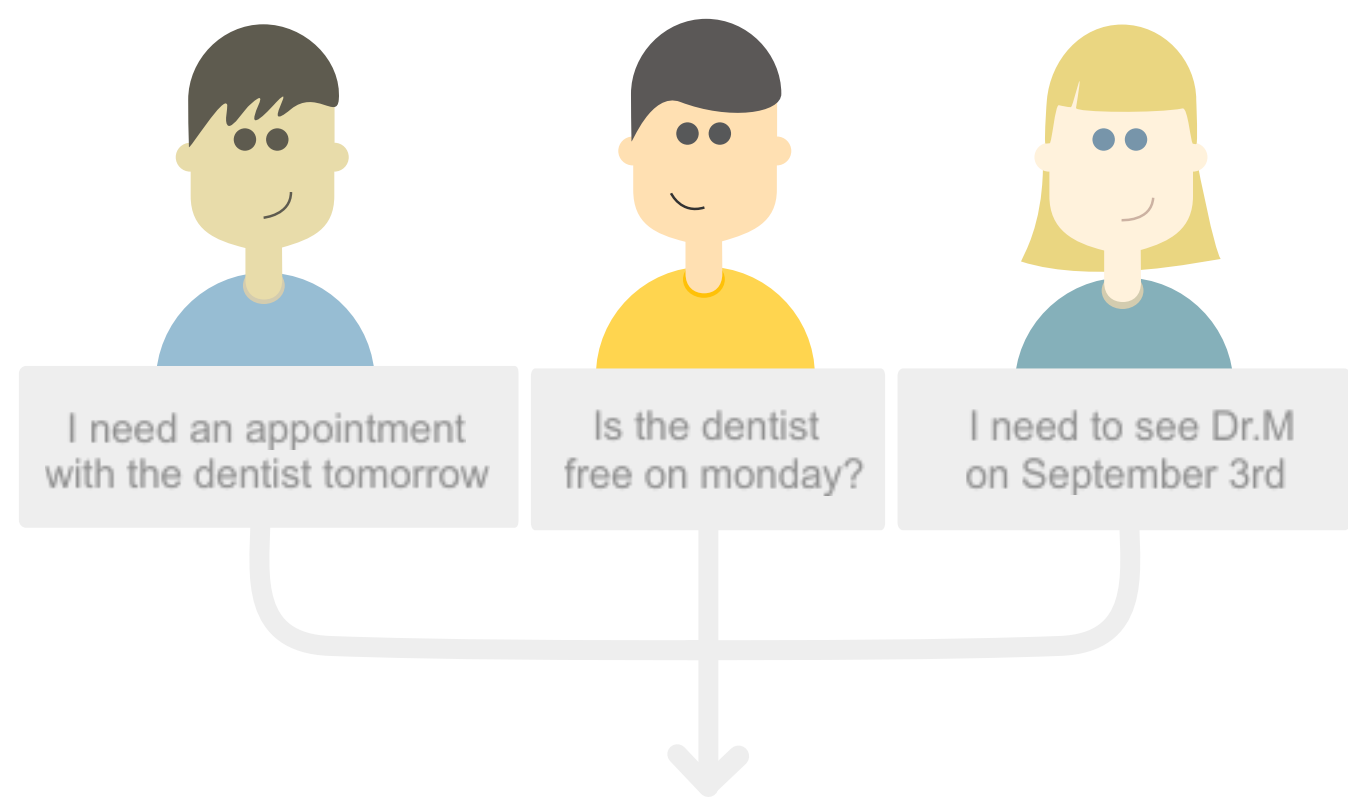 I need an appointment
with the dentist tomorrow
Is the dentist
free on monday?
I need to see Dr.M
on September 3rd